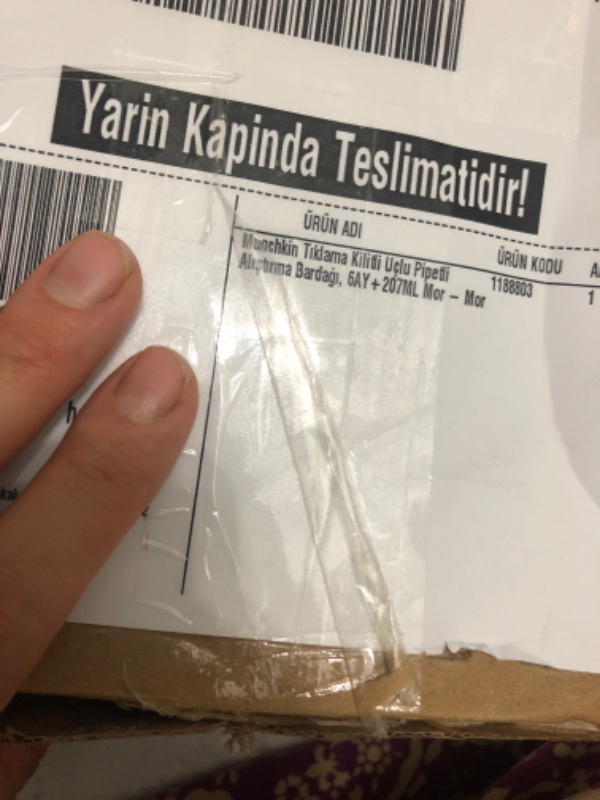 Yarin Kapinda Teslimatidir!
ÜRÜN ADI ÜRÜN KODU
Munchkin Tıklama Kilitli Uçlu Pipetli 1188803 1
Alıştırma Bardağı, 6AY+207ML Mor – Mor